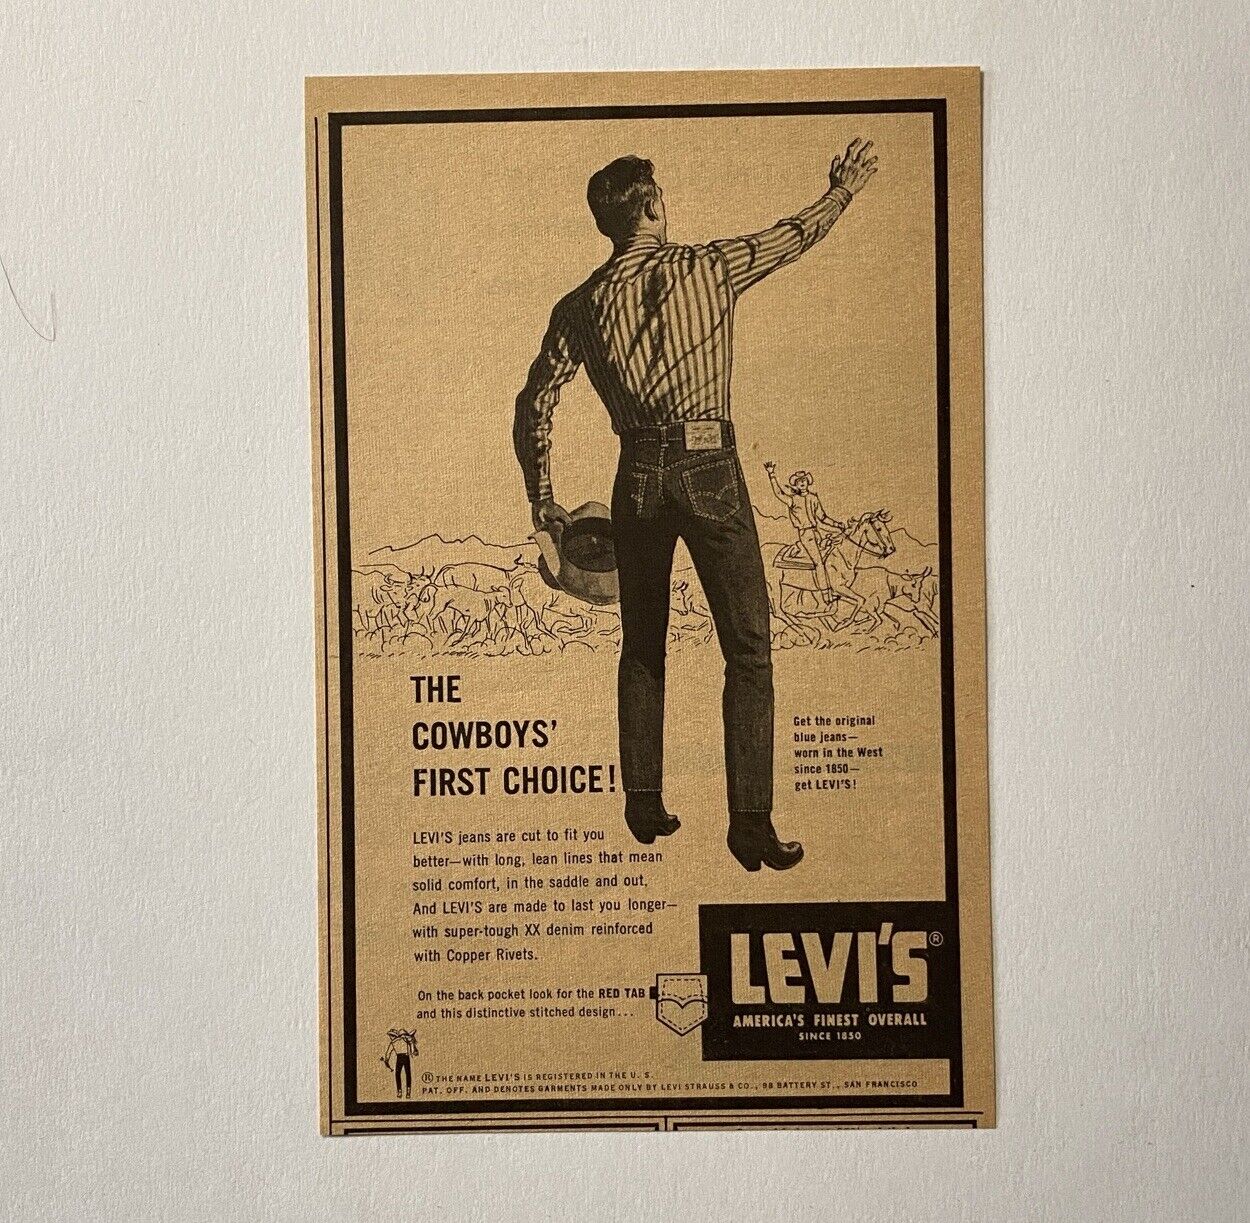 THE
COWBOYS'
FIRST CHOICE!
LEVI'S jeans are cut to fit you
better—with long, lean lines that mean
solid comfort, in the saddle and out.
And LEVI'S are made to last you longer—
with super-tough XX denim reinforced
with Copper Rivets.
On the back pocket look for the RED TAB
and this distinctive stitched design...
Get the original
blue jeans—
worn in the West
since 1850—
get LEVI'S!
LEVI'S®
AMERICA'S FINEST OVERALL
SINCE 1850
® THE NAME LEVI'S IS REGISTERED IN THE U. S.
PAT. OFF. AND DENOTES GARMENTS MADE ONLY BY LEVI STRAUSS & CO., 98 BATTERY ST., SAN FRANCISCO